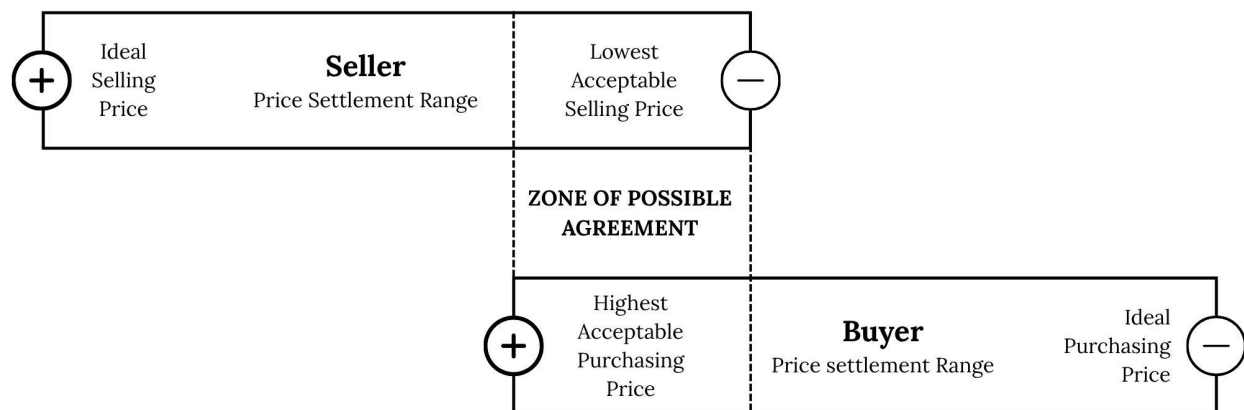 Ideal
Selling
Price
Seller
Price Settlement Range
Lowest
Acceptable
Selling Price
ZONE OF POSSIBLE
AGREEMENT
Highest
Acceptable
Purchasing
Price
Buyer
Price settlement Range
Ideal
Purchasing
Price